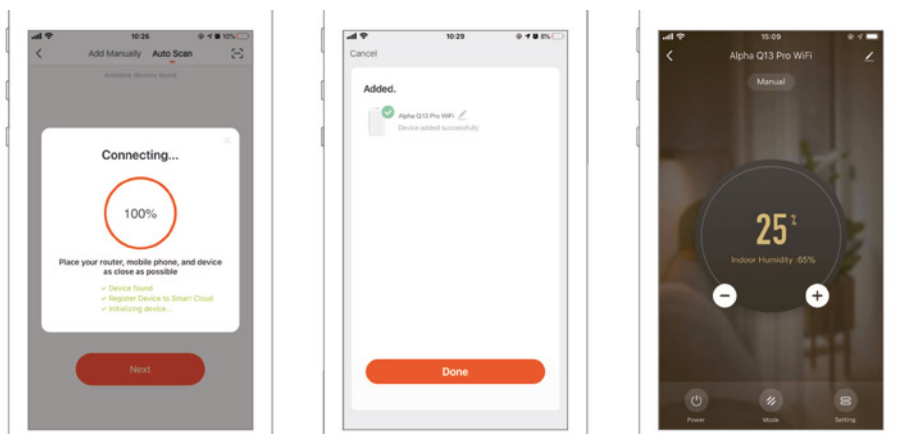 10:26
10%
Add Manually Auto Scan
Available devices found
Connecting...
100%
Place your router, mobile phone, and device
as close as possible
✓ Device found
✓ Register Device to Smart Cloud
✓ Initializing device...
Next
10:29
8%
Cancel
Added.
Alpha Q13 Pro WiFi
Device added successfully
Done
15:09
Alpha Q13 Pro WiFi
Manual
25 %
Indoor Humidity :65%
Power Mode Setting